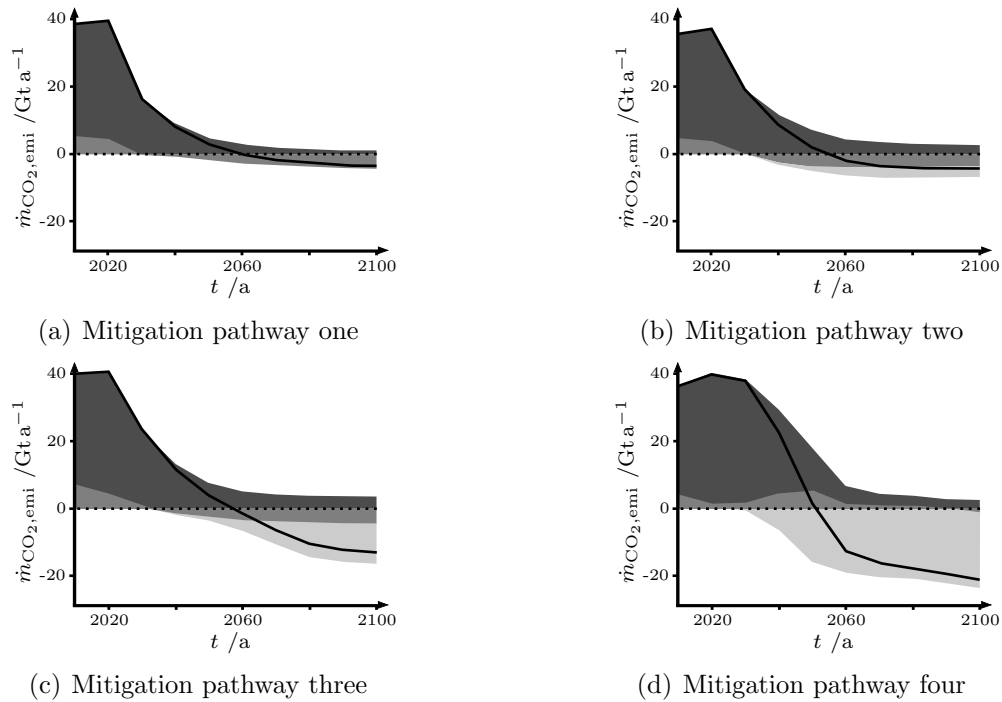 40
20
0
-20
ṁCO₂,emi /Gt a⁻¹
2020
2060
2100
t /a
(a) Mitigation pathway one
40
20
0
-20
ṁCO₂,emi /Gt a⁻¹
2020
2060
2100
t /a
(b) Mitigation pathway two
40
20
0
-20
ṁCO₂,emi /Gt a⁻¹
2020
2060
2100
t /a
(c) Mitigation pathway three
40
20
0
-20
ṁCO₂,emi /Gt a⁻¹
2020
2060
2100
t /a
(d) Mitigation pathway four